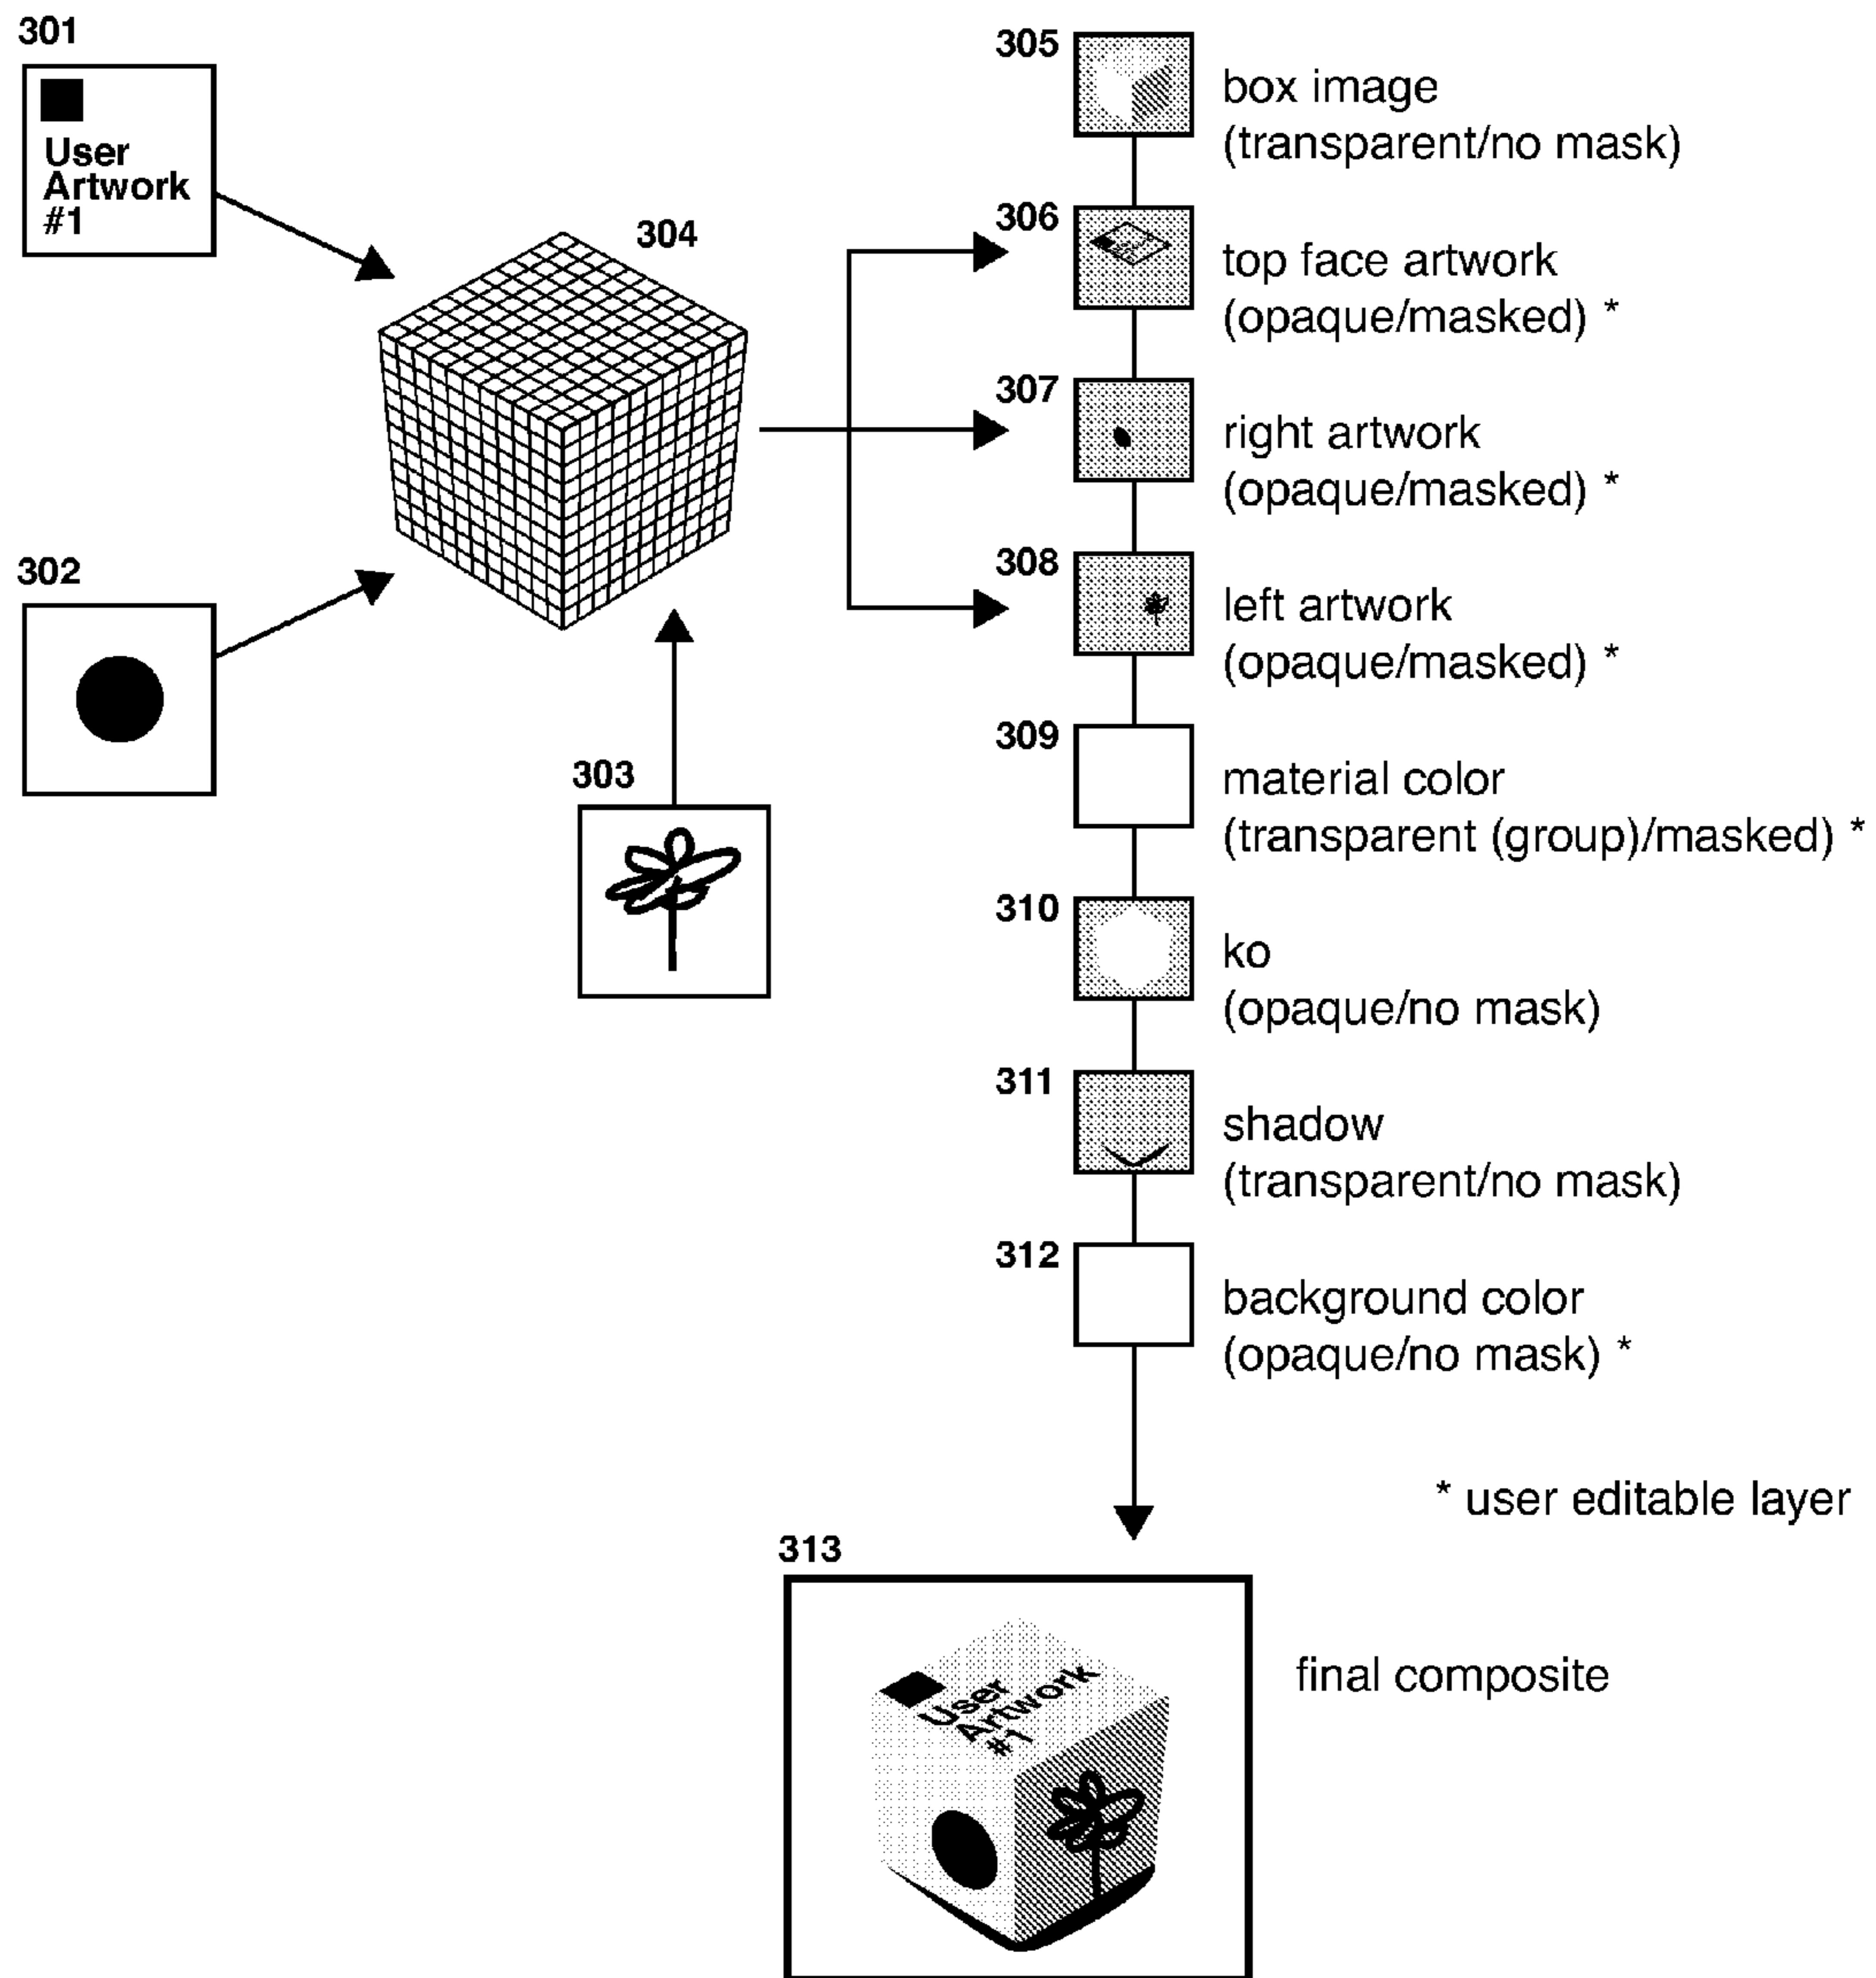 301
User
Artwork
#1
302
303
304
305
box image
(transparent/no mask)
306
top face artwork
(opaque/masked) *
307
right artwork
(opaque/masked) *
308
left artwork
(opaque/masked) *
309
material color
(transparent (group)/masked) *
310
ko
(opaque/no mask)
311
shadow
(transparent/no mask)
312
background color
(opaque/no mask) *
* user editable layer
313
User
Artwork
#1
final composite